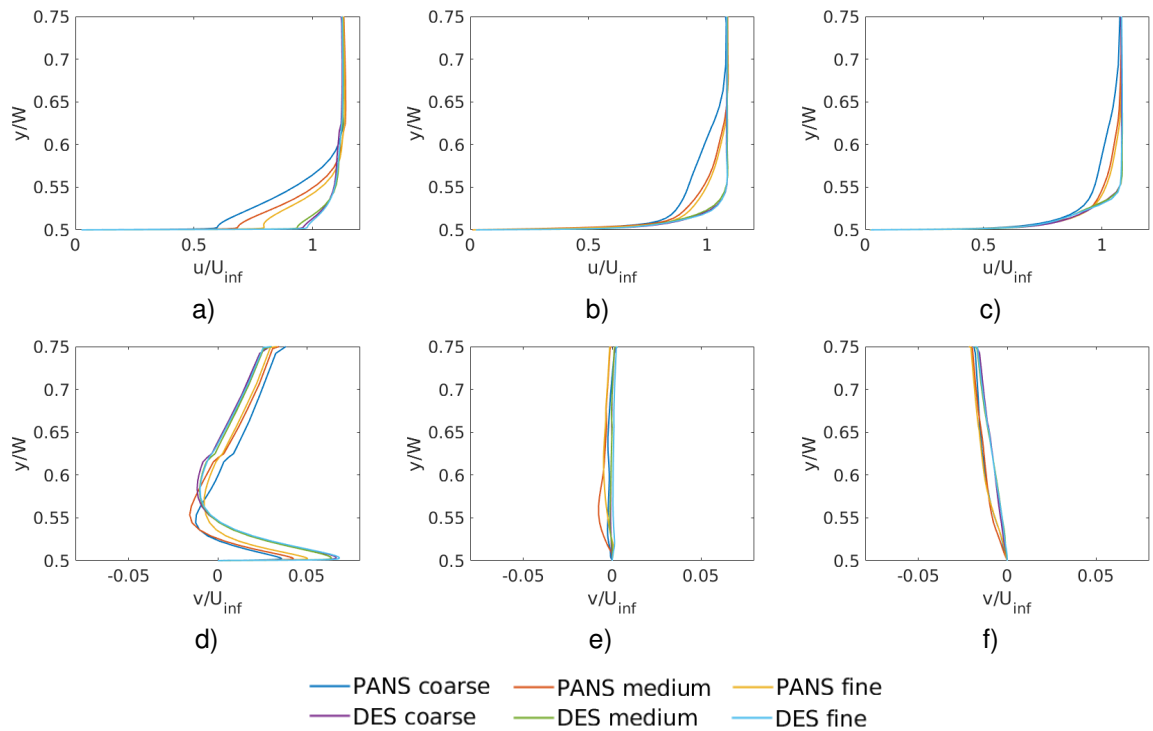 0.75 0.75 0.75
0.7 0.7 0.7
0.65 0.65 0.65
y/W y/W y/W
0.6 0.6 0.6
0.55 0.55 0.55
0.5 0.5 0.5
0 0.5 1 0 0.5 1 0 0.5 1
u/U_inf u/U_inf u/U_inf
a) b) c)
0.75 0.75 0.75
0.7 0.7 0.7
0.65 0.65 0.65
y/W y/W y/W
0.6 0.6 0.6
0.55 0.55 0.55
0.5 0.5 0.5
-0.05 0 0.05 -0.05 0 0.05 -0.05 0 0.05
v/U_inf v/U_inf v/U_inf
d) e) f)
PANS coarse PANS medium PANS fine
DES coarse DES medium DES fine